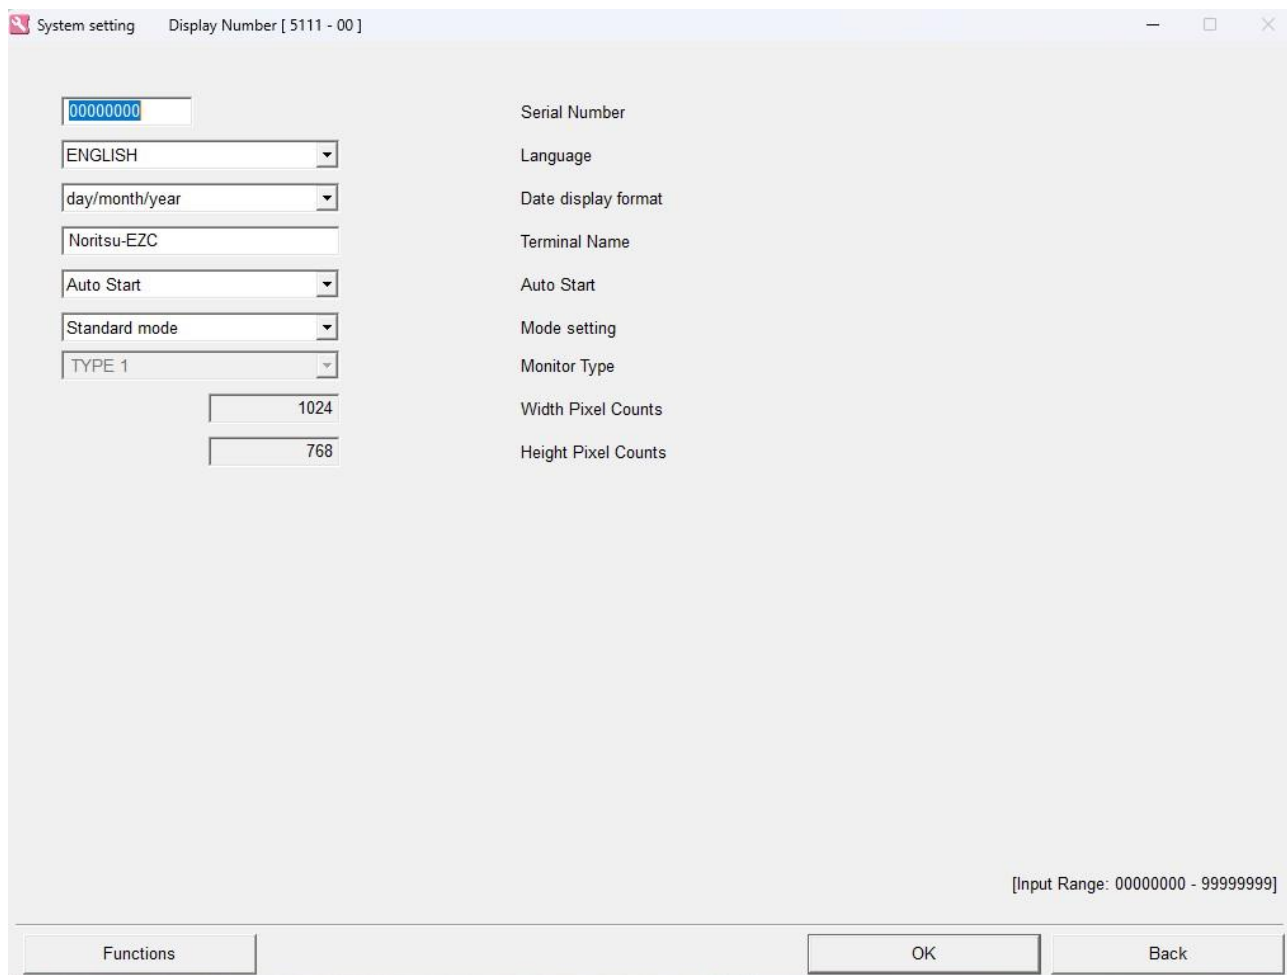 System setting Display Number [ 5111 - 00 ]
00000000 Serial Number
ENGLISH Language
day/month/year Date display format
Noritsu-EZC Terminal Name
Auto Start Auto Start
Standard mode Mode setting
TYPE 1 Monitor Type
1024 Width Pixel Counts
768 Height Pixel Counts
[Input Range: 00000000 - 99999999]
Functions OK Back